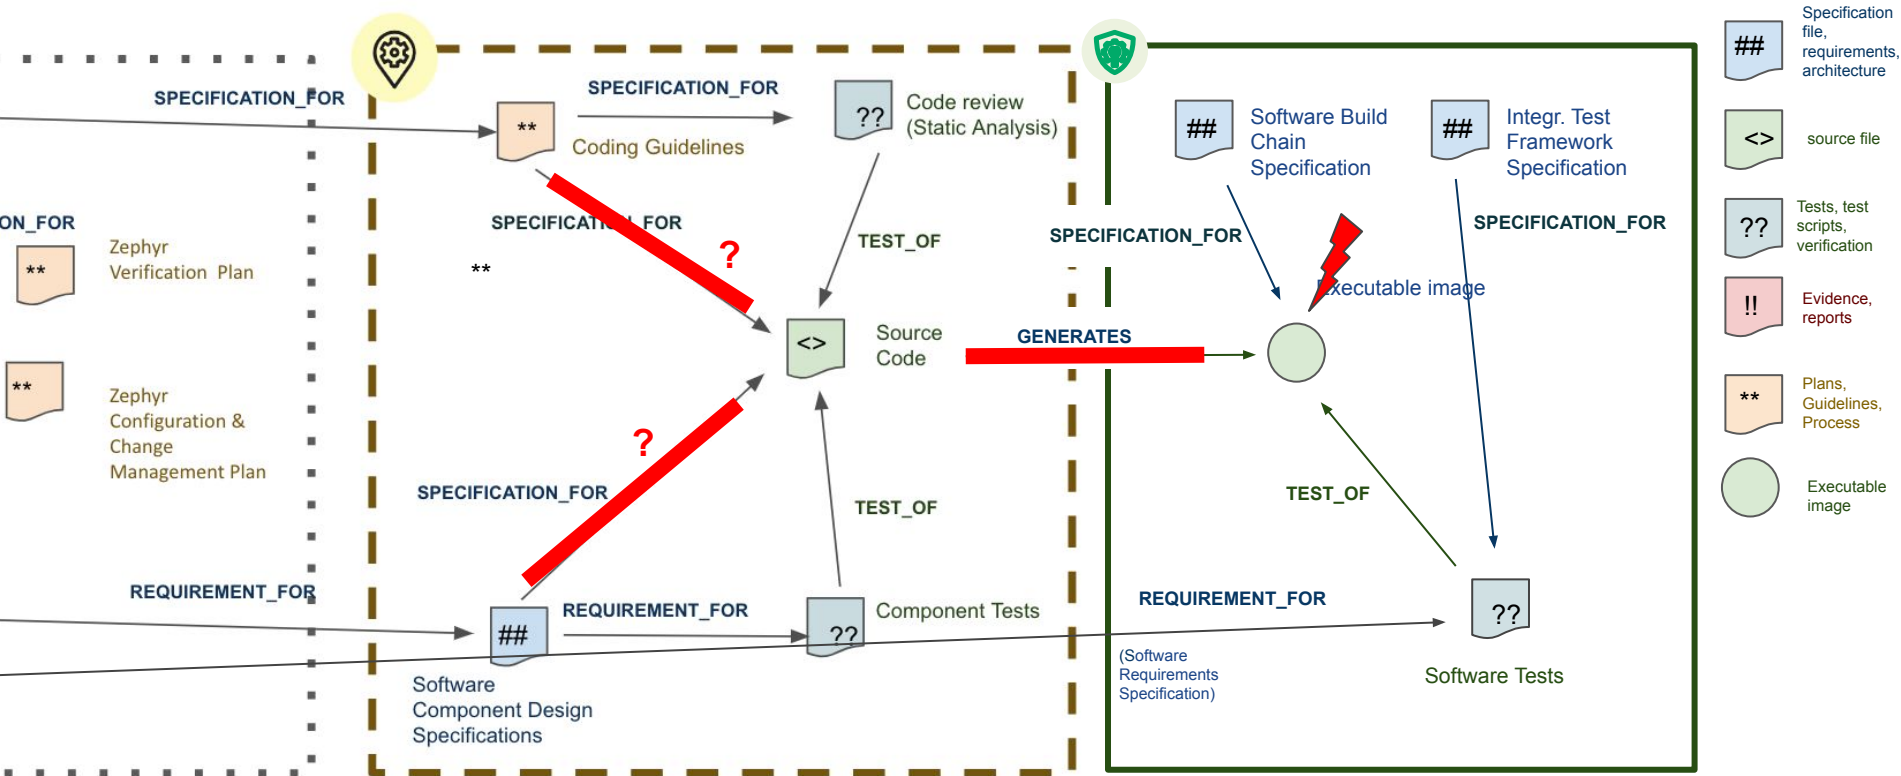 SPECIFICATION_FOR
ON_FOR
**
Zephyr
Verification Plan
**
Zephyr
Configuration &
Change
Management Plan
REQUIREMENT_FOR
**
Coding Guidelines
SPECIFICATION_FOR
??
Code review
(Static Analysis)
SPECIFICATION_FOR
?
**
TEST_OF
<>
Source
Code
?
SPECIFICATION_FOR
TEST_OF
##
REQUIREMENT_FOR
??
Component Tests
Software
Component Design
Specifications
GENERATES
##
Software Build
Chain
Specification
##
Integr. Test
Framework
Specification
SPECIFICATION_FOR
SPECIFICATION_FOR
Executable image
TEST_OF
REQUIREMENT_FOR
??
(Software
Requirements
Specification)
Software Tests
##
Specification
file,
requirements,
architecture
<>
source file
??
Tests, test
scripts,
verification
!!
Evidence,
reports
**
Plans,
Guidelines,
Process
Executable
image